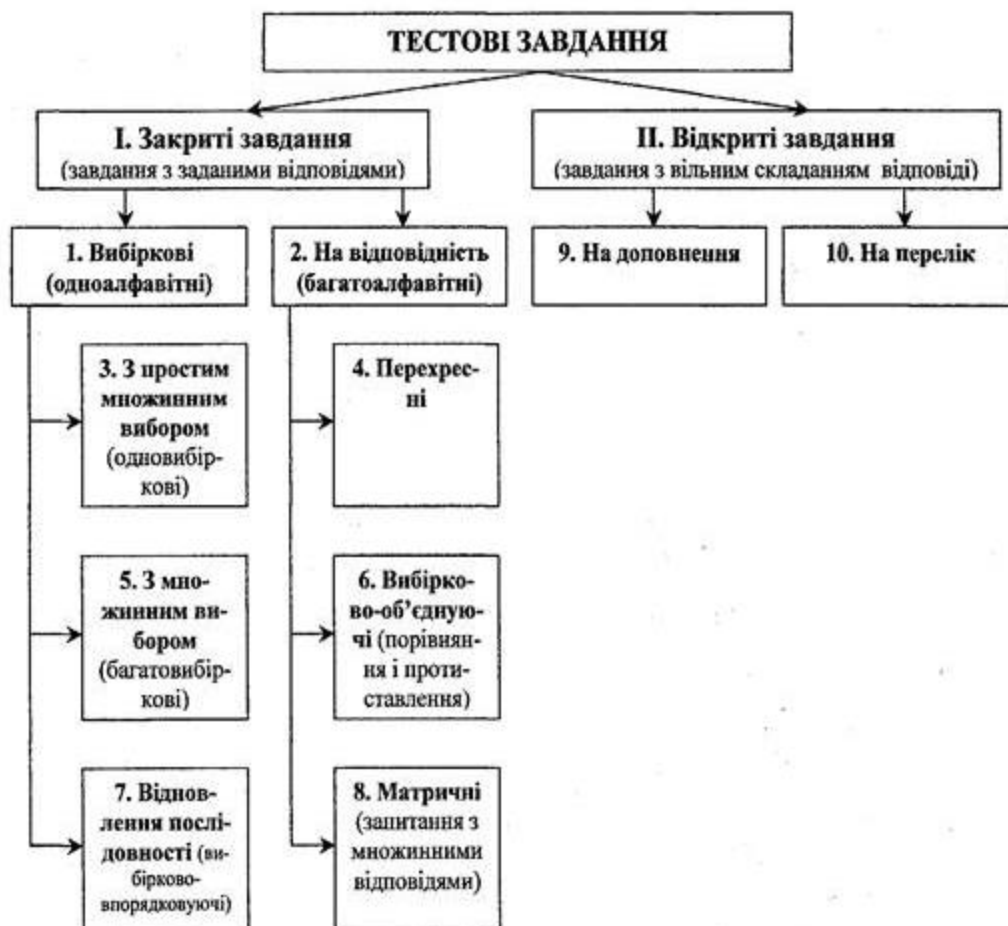 ТЕСТОВІ ЗАВДАННЯ
І. Закриті завдання
(завдання з заданими відповідями)
ІІ. Відкриті завдання
(завдання з вільним складанням відповіді)
1. Вибіркові
(одноалфавітні)
2. На відповідність
(багатоалфавітні)
9. На доповнення
10. На перелік
3. З простим
множинним
вибором
(одновибір-
кові)
4. Перехрес-
ні
5. З мно-
жинним ви-
бором
(багатовибір-
кові)
6. Вибірко-
во-об’єдную-
чі (порівнян-
ня і проти-
ставлення)
7. Віднов-
лення послі-
довності (ви-
бірково-
впорядковуючі)
8. Матричні
(запитання з
множинними
відповідями)